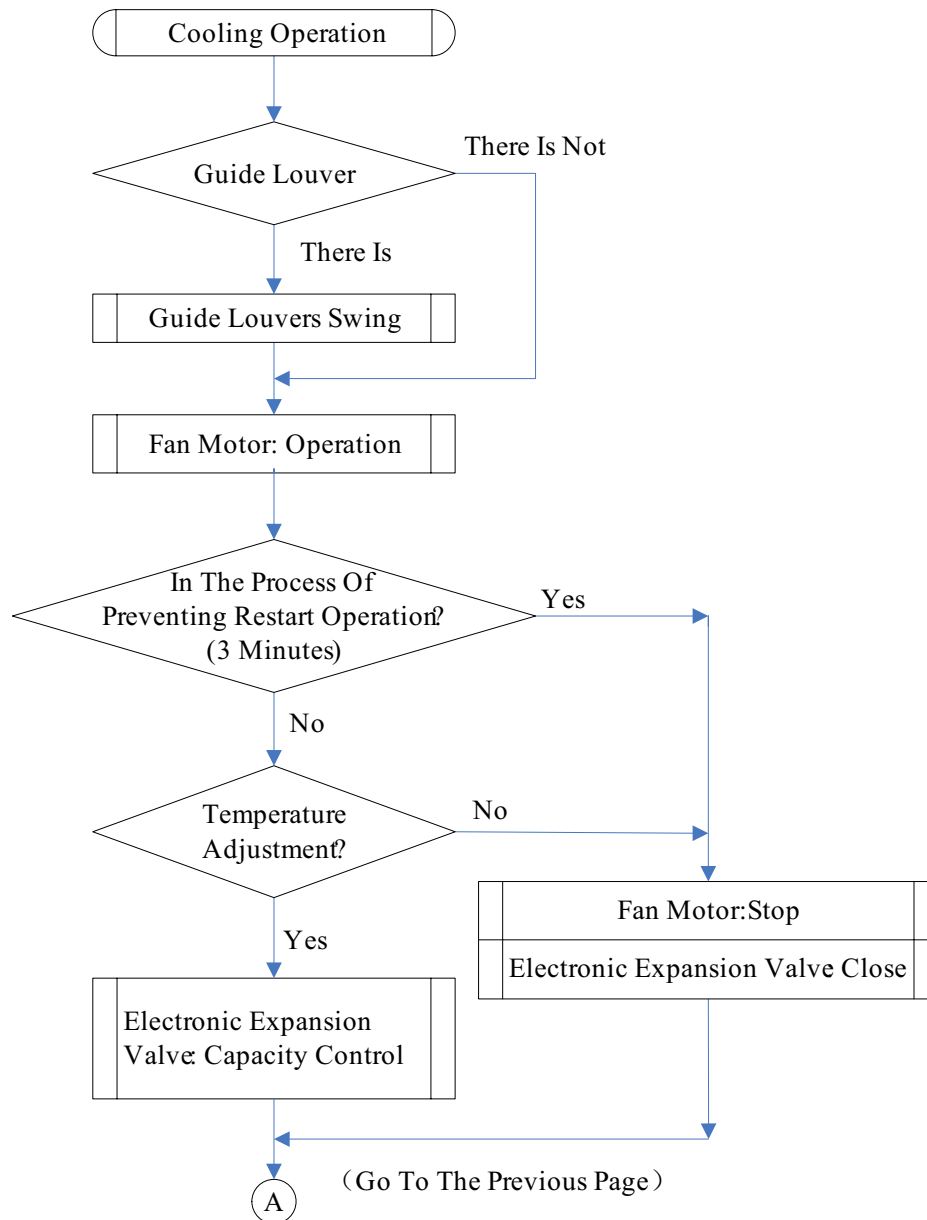 Cooling Operation
There Is Not
Guide Louver
There Is
Guide Louvers Swing
Fan Motor: Operation
In The Process Of
Preventing Restart Operation?
(3 Minutes)
Yes
No
Temperature
Adjustment?
No
Yes
Fan Motor:Stop
Electronic Expansion Valve Close
Electronic Expansion
Valve: Capacity Control
(Go To The Previous Page)
A